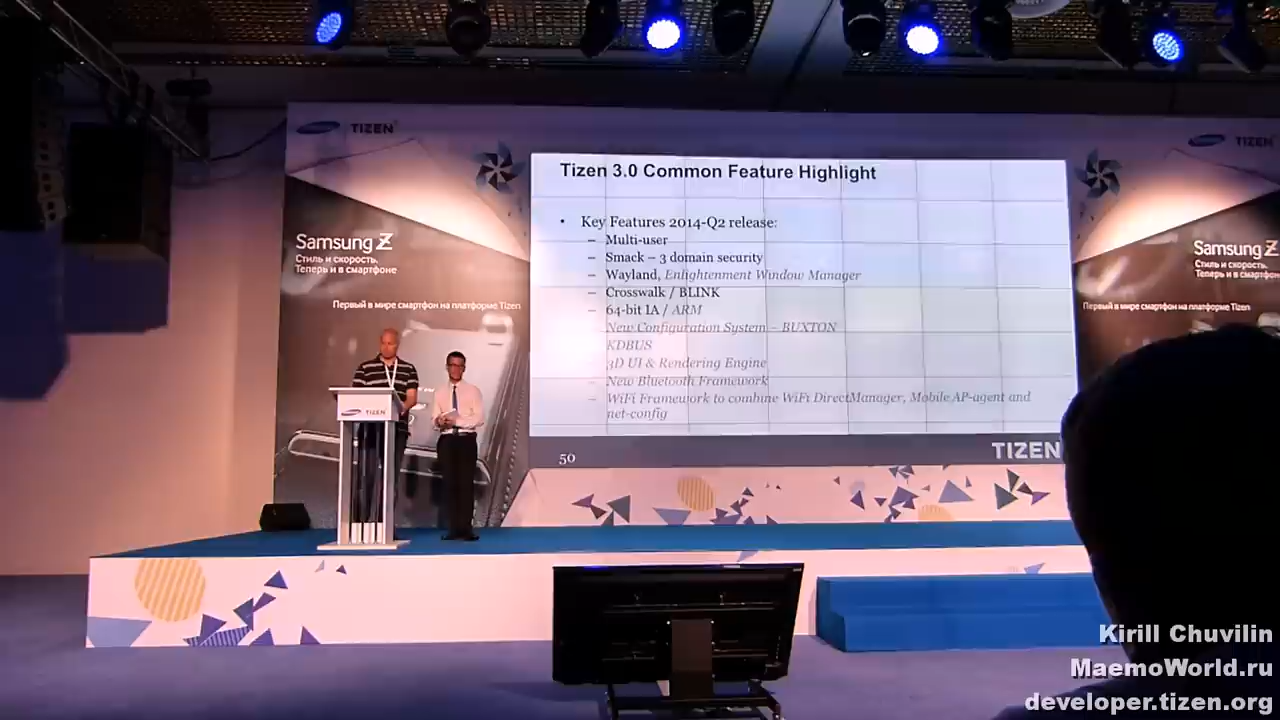 SAMSUNG TIZEN
SAMSUNG TIZEN
Samsung Z
Стиль и скорость.
Теперь и в смартфоне
Первый в мире смартфон на платформе Tizen
Tizen 3.0 Common Feature Highlight
• Key Features 2014-Q2 release:
– Multi-user
– Smack – 3 domain security
– Wayland, Enlightenment Window Manager
– Crosswalk / BLINK
– 64-bit IA / ARM
New Configuration System – BUXTON
KDBUS
3D UI & Rendering Engine
– New Bluetooth Framework
– WiFi Framework to combine WiFi DirectManager, Mobile AP-agent and
net-config
50
TIZEN
Samsung Z
Стиль и скорость.
Теперь и в смартфоне
Первый в мире смартфон на платформе Tizen
TIZEN
Kirill Chuvilin
MaemoWorld.ru
developer.tizen.org